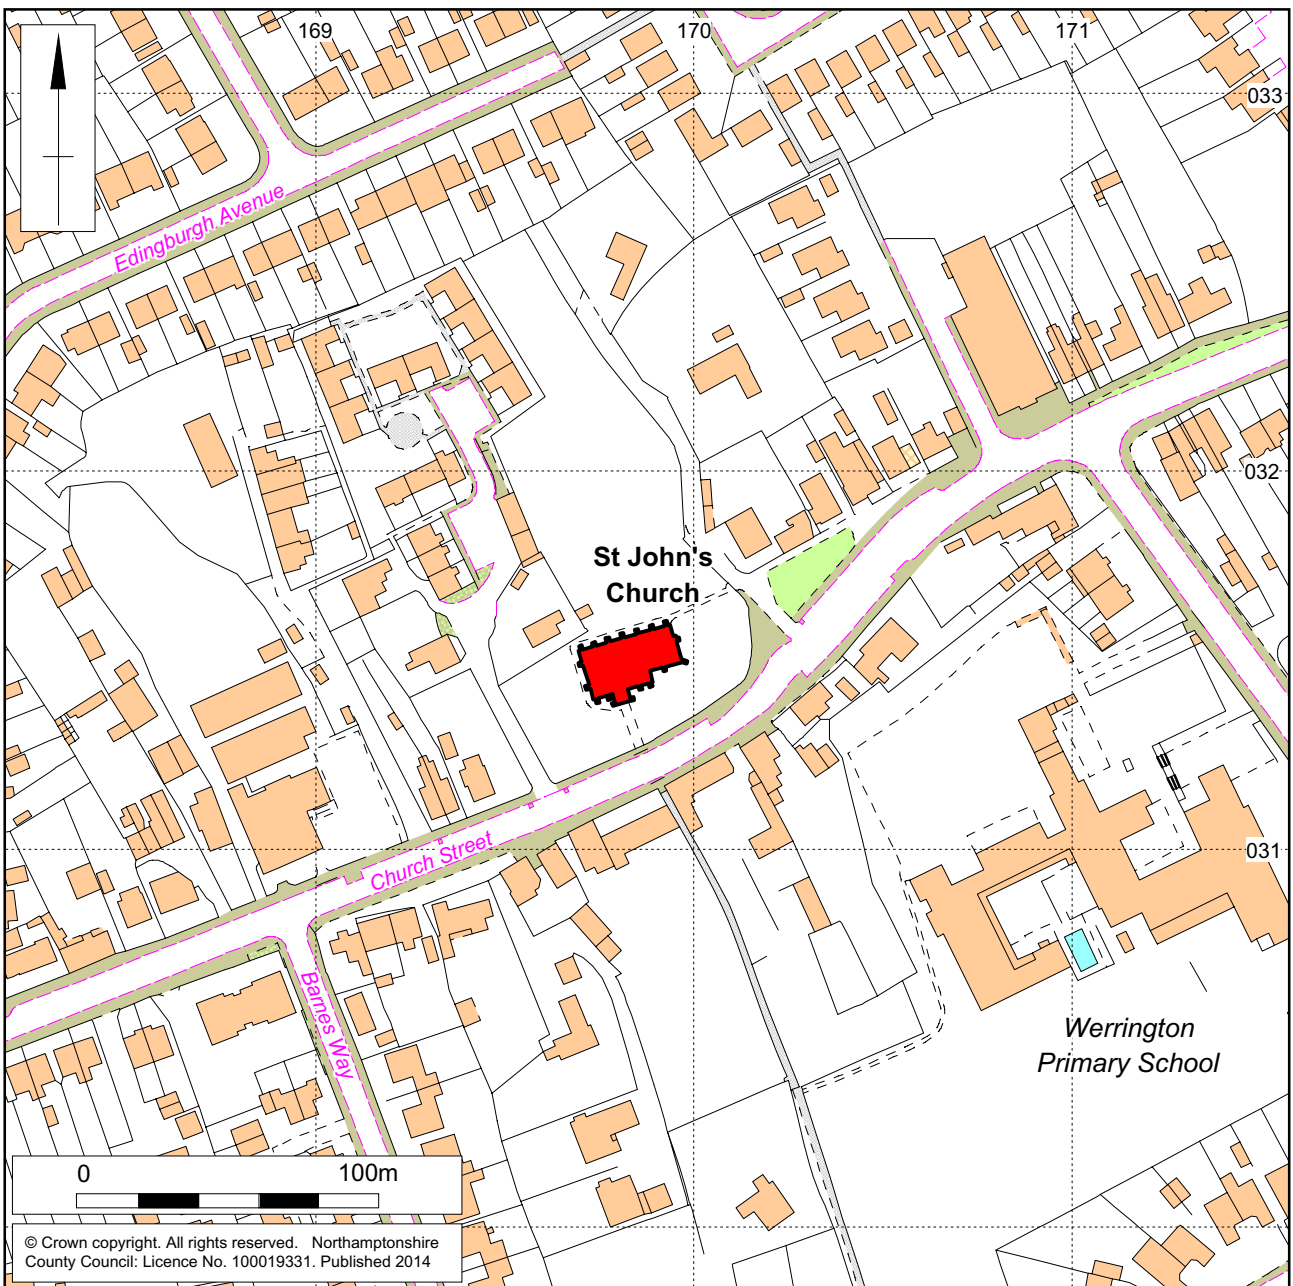 169
170
171
033
Edingburgh Avenue
032
St John's
Church
031
Church Street
Barnes Way
Werrington
Primary School
0
100m
© Crown copyright. All rights reserved. Northamptonshire
County Council: Licence No. 100019331. Published 2014